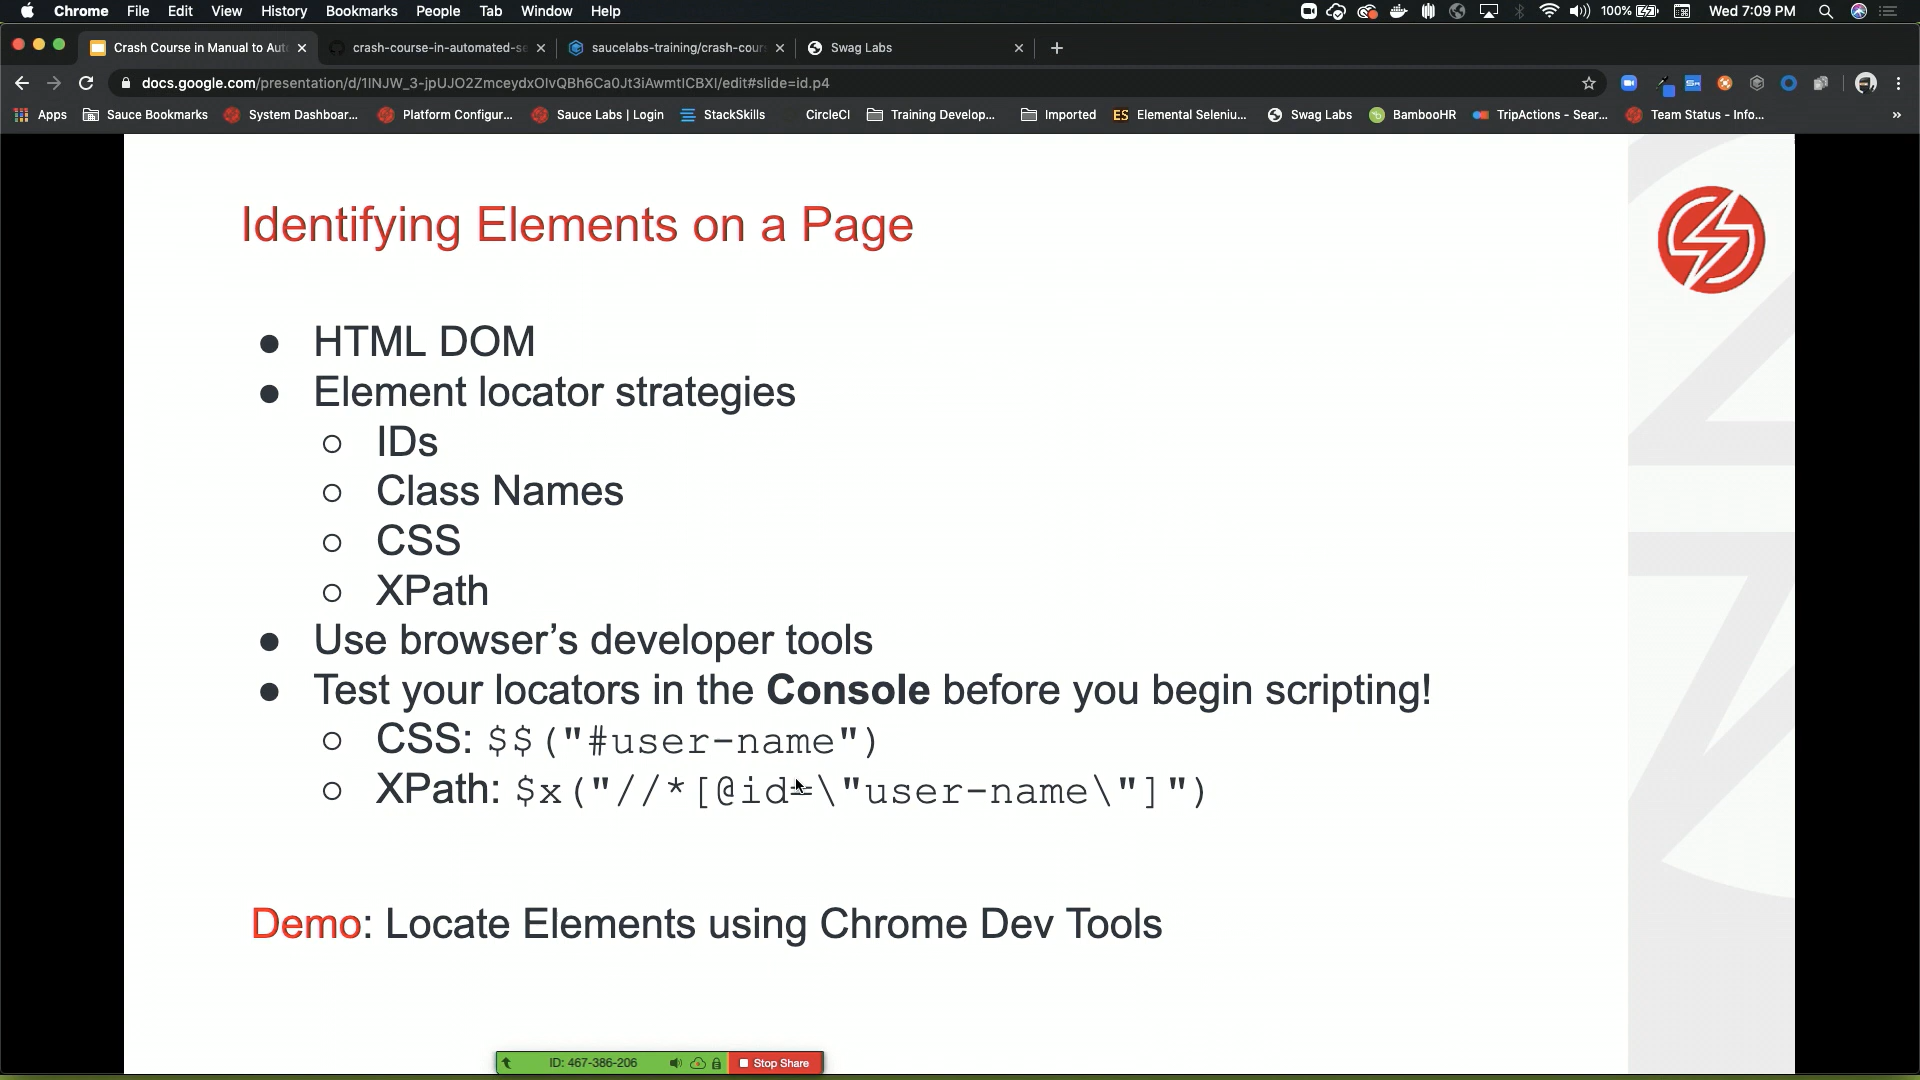 Chrome File Edit View History Bookmarks People Tab Window Help 100% Wed 7:09 PM
Crash Course in Manual to Aut crash-course-in-automated-se saucelabs-training/crash-cour Swag Labs
docs.google.com/presentation/d/1INJW_3-jpUJO2ZmceydxOlvQBh6Ca0Jt3iAwmtICBXI/edit#slide=id.p4
Apps Sauce Bookmarks System Dashboar... Platform Configur... Sauce Labs | Login StackSkills CircleCI Training Develop... Imported ES Elemental Seleniu... Swag Labs BambooHR TripActions - Sear... Team Status - Info... »
Identifying Elements on a Page
● HTML DOM
● Element locator strategies
○ IDs
○ Class Names
○ CSS
○ XPath
● Use browser’s developer tools
● Test your locators in the Console before you begin scripting!
○ CSS: $$("#user-name")
○ XPath: $x("//*[@id=\"user-name\"]")
Demo: Locate Elements using Chrome Dev Tools
ID: 467-386-206 Stop Share